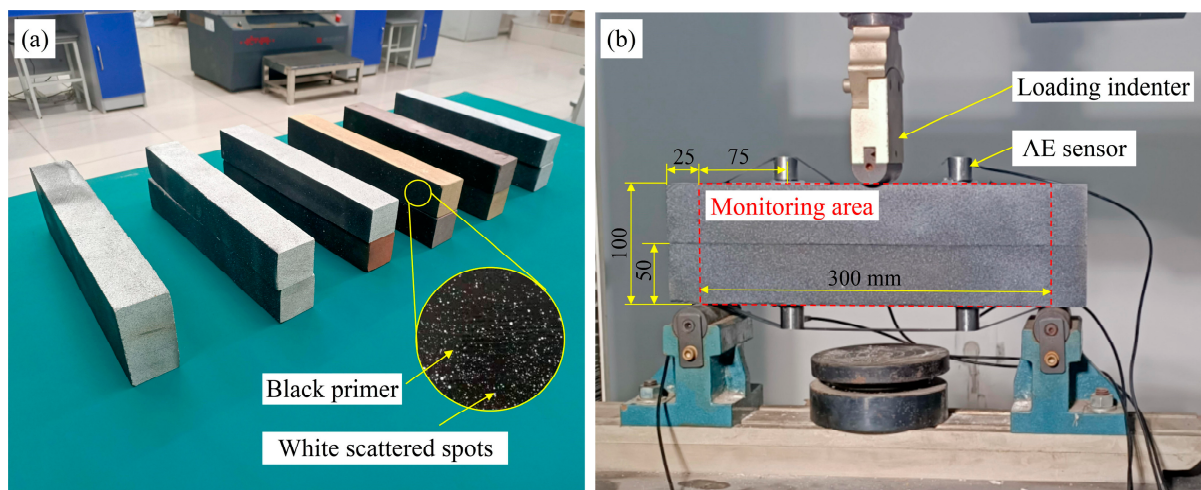 (a)
Black primer
White scattered spots
(b)
Loading indenter
AE sensor
25
75
Monitoring area
100
50
300 mm